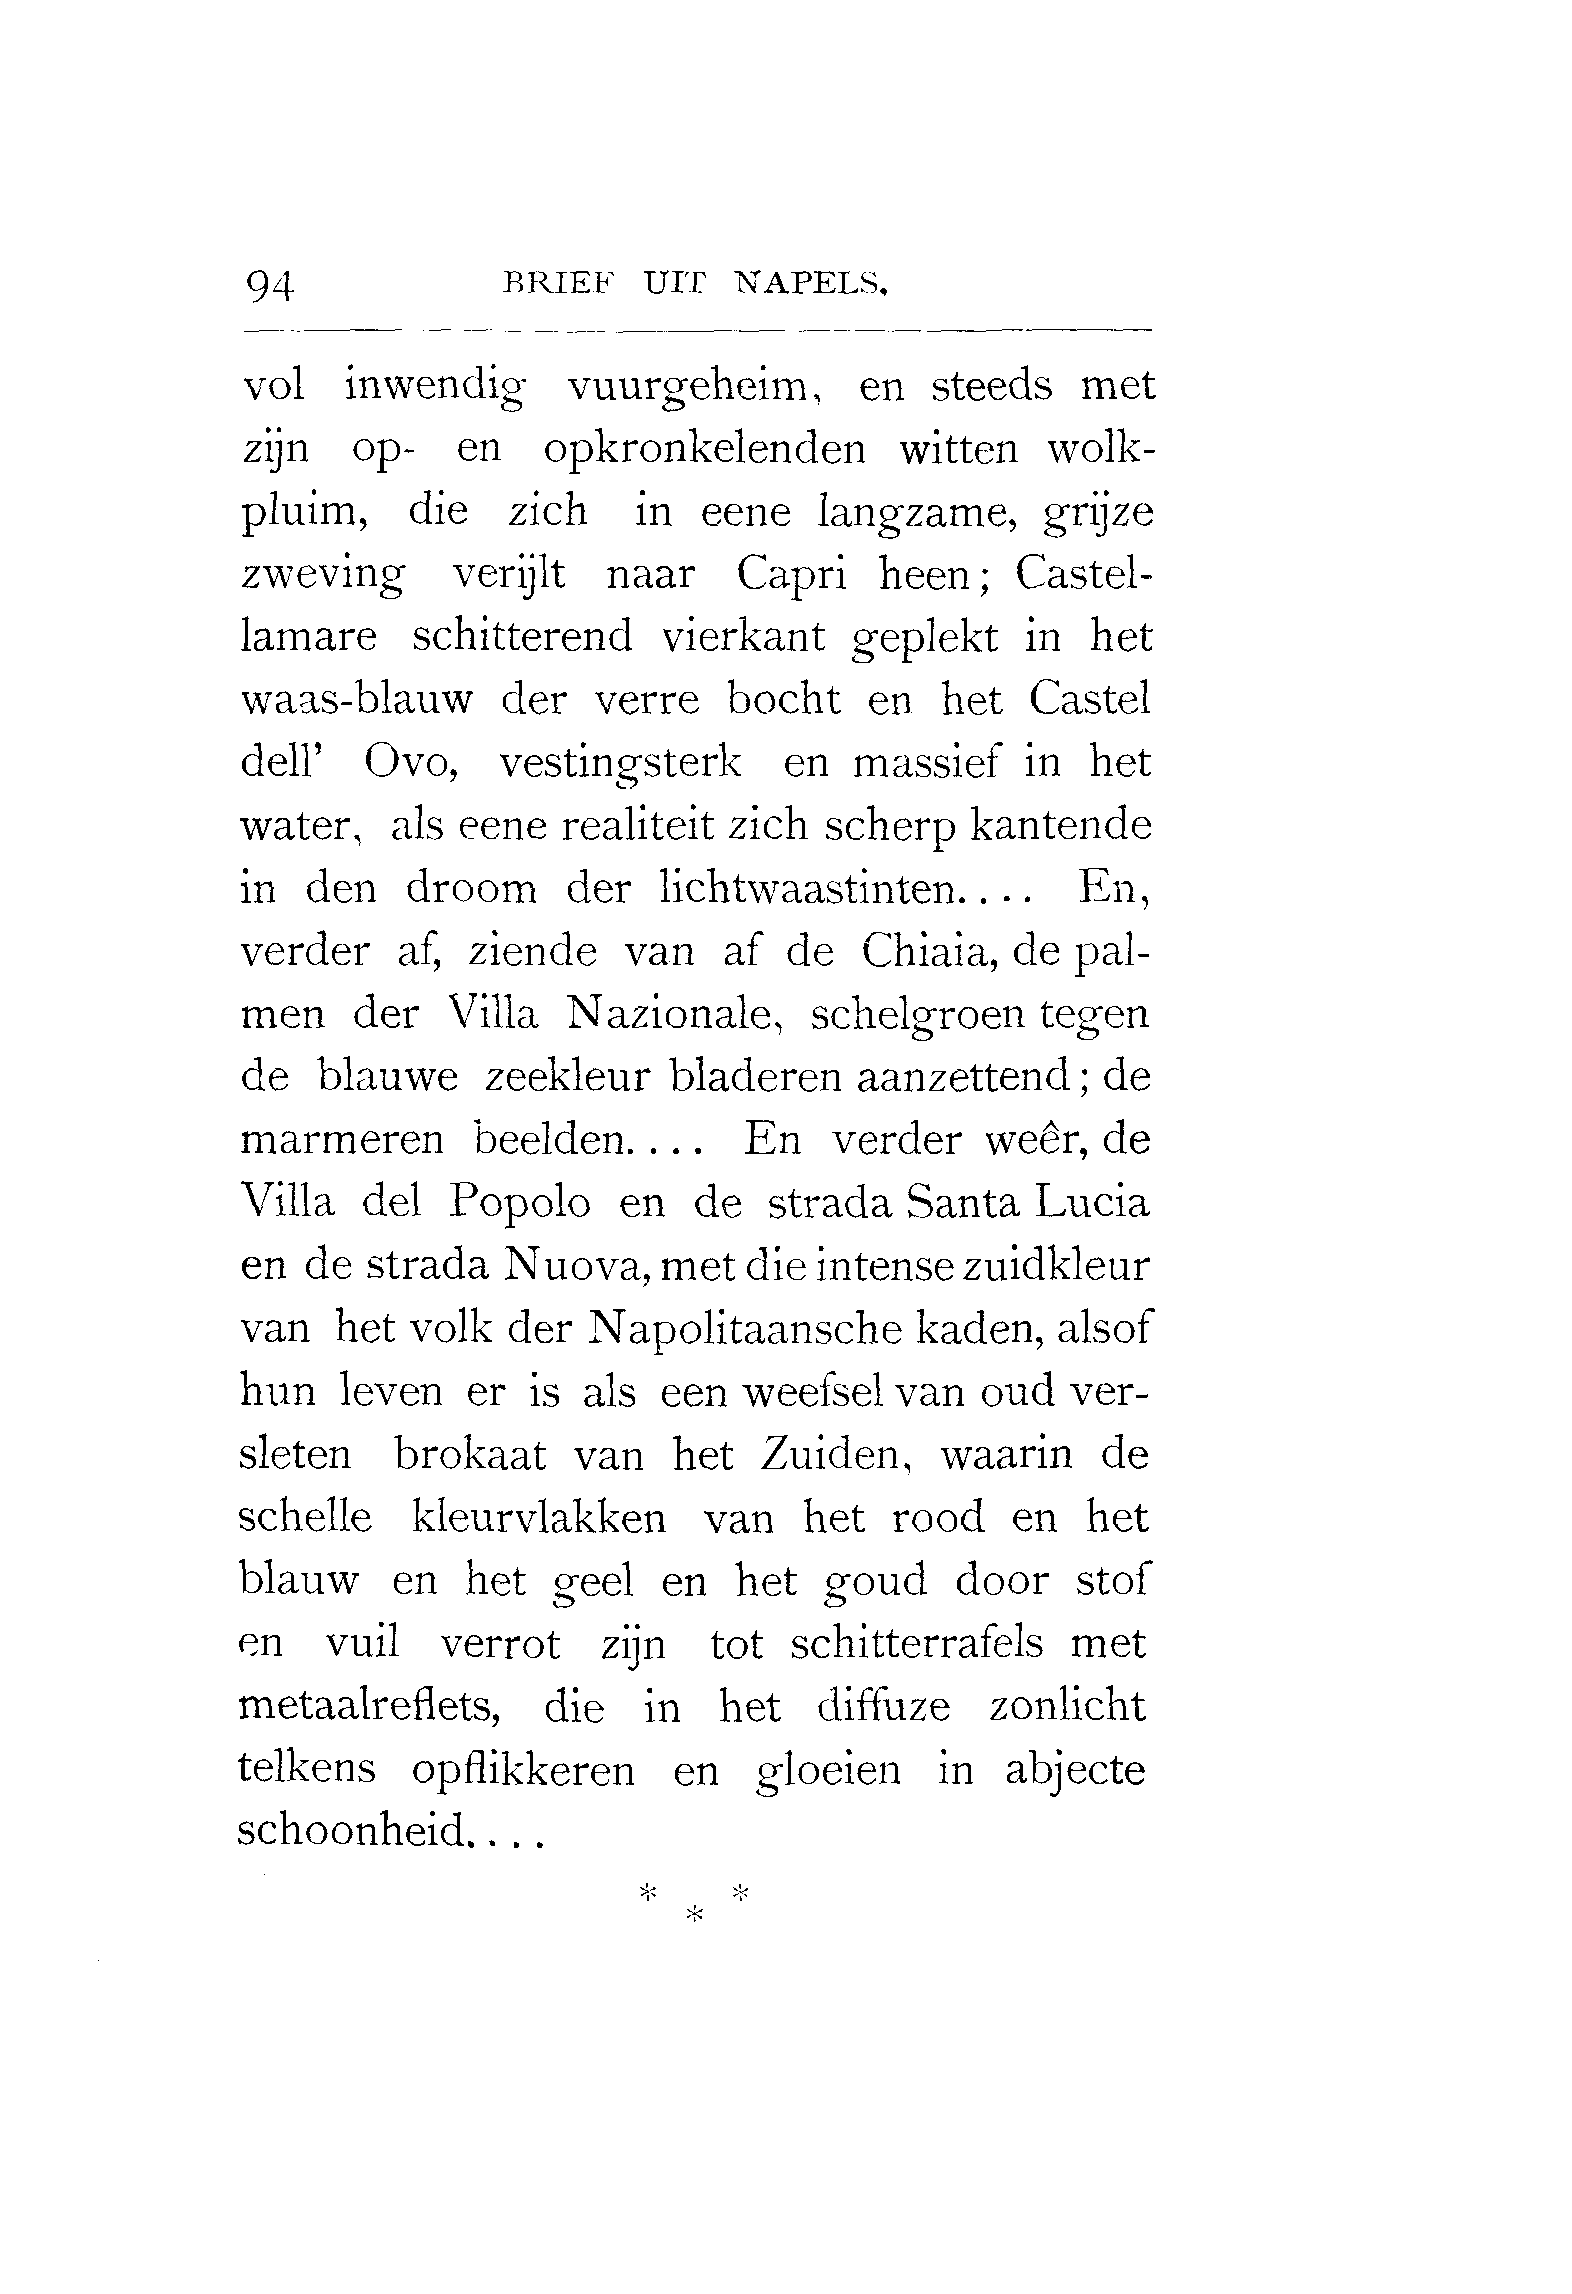 94 BRIEF UIT NAPELS.
vol inwendig vuurgeheim, en steeds met
zijn op- en opkronkelenden witten wolk-
pluim, die zich in eene langzame, grijze
zweving verijlt naar Capri heen; Castel-
lamare schitterend vierkant geplekt in het
waas-blauw der verre bocht en het Castel
dell' Ovo, vestingsterk en massief in het
water, als eene realiteit zich scherp kantende
in den droom der lichtwaastinten.... En,
verder af, ziende van af de Chiaia, de pal-
men der Villa Nazionale, schelgroen tegen
de blauwe zeekleur bladeren aanzettend; de
marmeren beelden.... En verder weêr, de
Villa del Popolo en de strada Santa Lucia
en de strada Nuova, met die intense zuidkleur
van het volk der Napolitaansche kaden, alsof
hun leven er is als een weefsel van oud ver-
sleten brokaat van het Zuiden, waarin de
schelle kleurvlakken van het rood en het
blauw en het geel en het goud door stof
en vuil verrot zijn tot schitterrafels met
metaalreflets, die in het diffuze zonlicht
telkens opflikkeren en gloeien in abjecte
schoonheid....
* * *